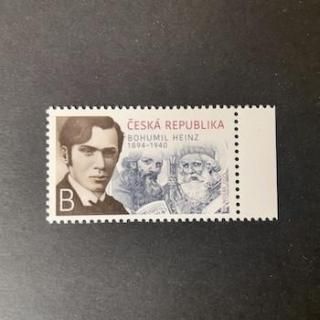 ČESKÁ REPUBLIKA
BOHUMIL HEINZ
1894–1940
B